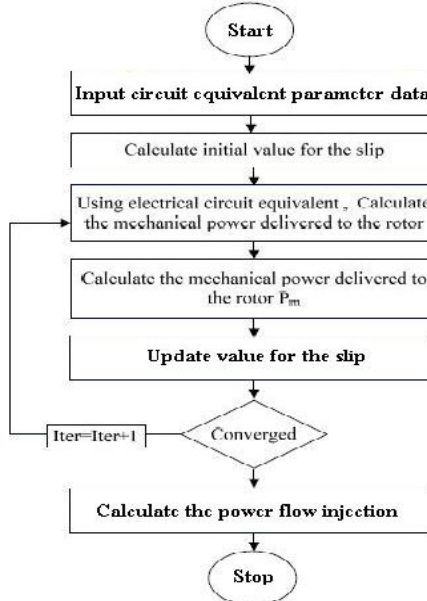 Start
Input circuit equivalent parameter data
Calculate initial value for the slip
Using electrical circuit equivalent, Calculate
the mechanical power delivered to the rotor
Calculate the mechanical power delivered to
the rotor Pm
Update value for the slip
Iter=Iter+1
Converged
Calculate the power flow injection
Stop